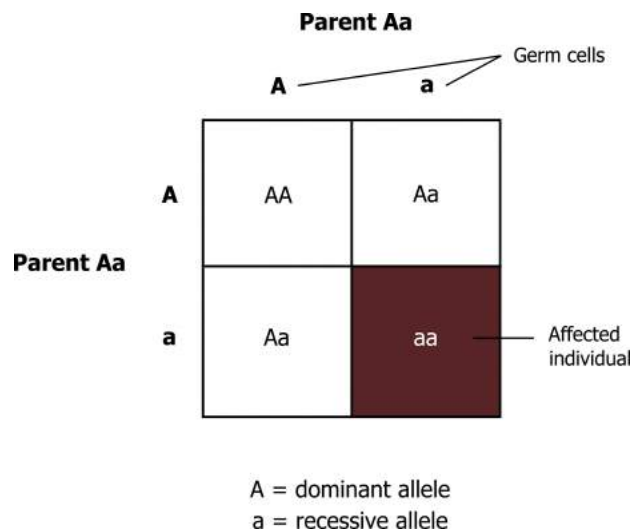 Parent Aa
Germ cells
A a
A AA Aa
Parent Aa
a Aa aa
Affected
individual
A = dominant allele
a = recessive allele